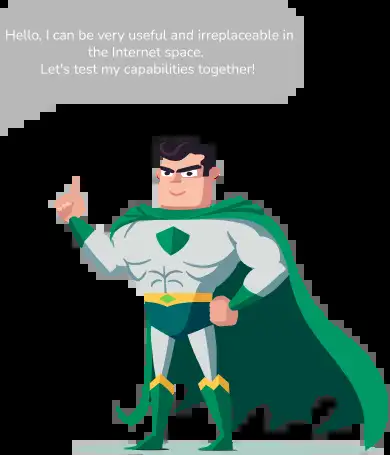 Hello, I can be very useful and irreplaceable in
the Internet space.
Let's test my capabilities together!